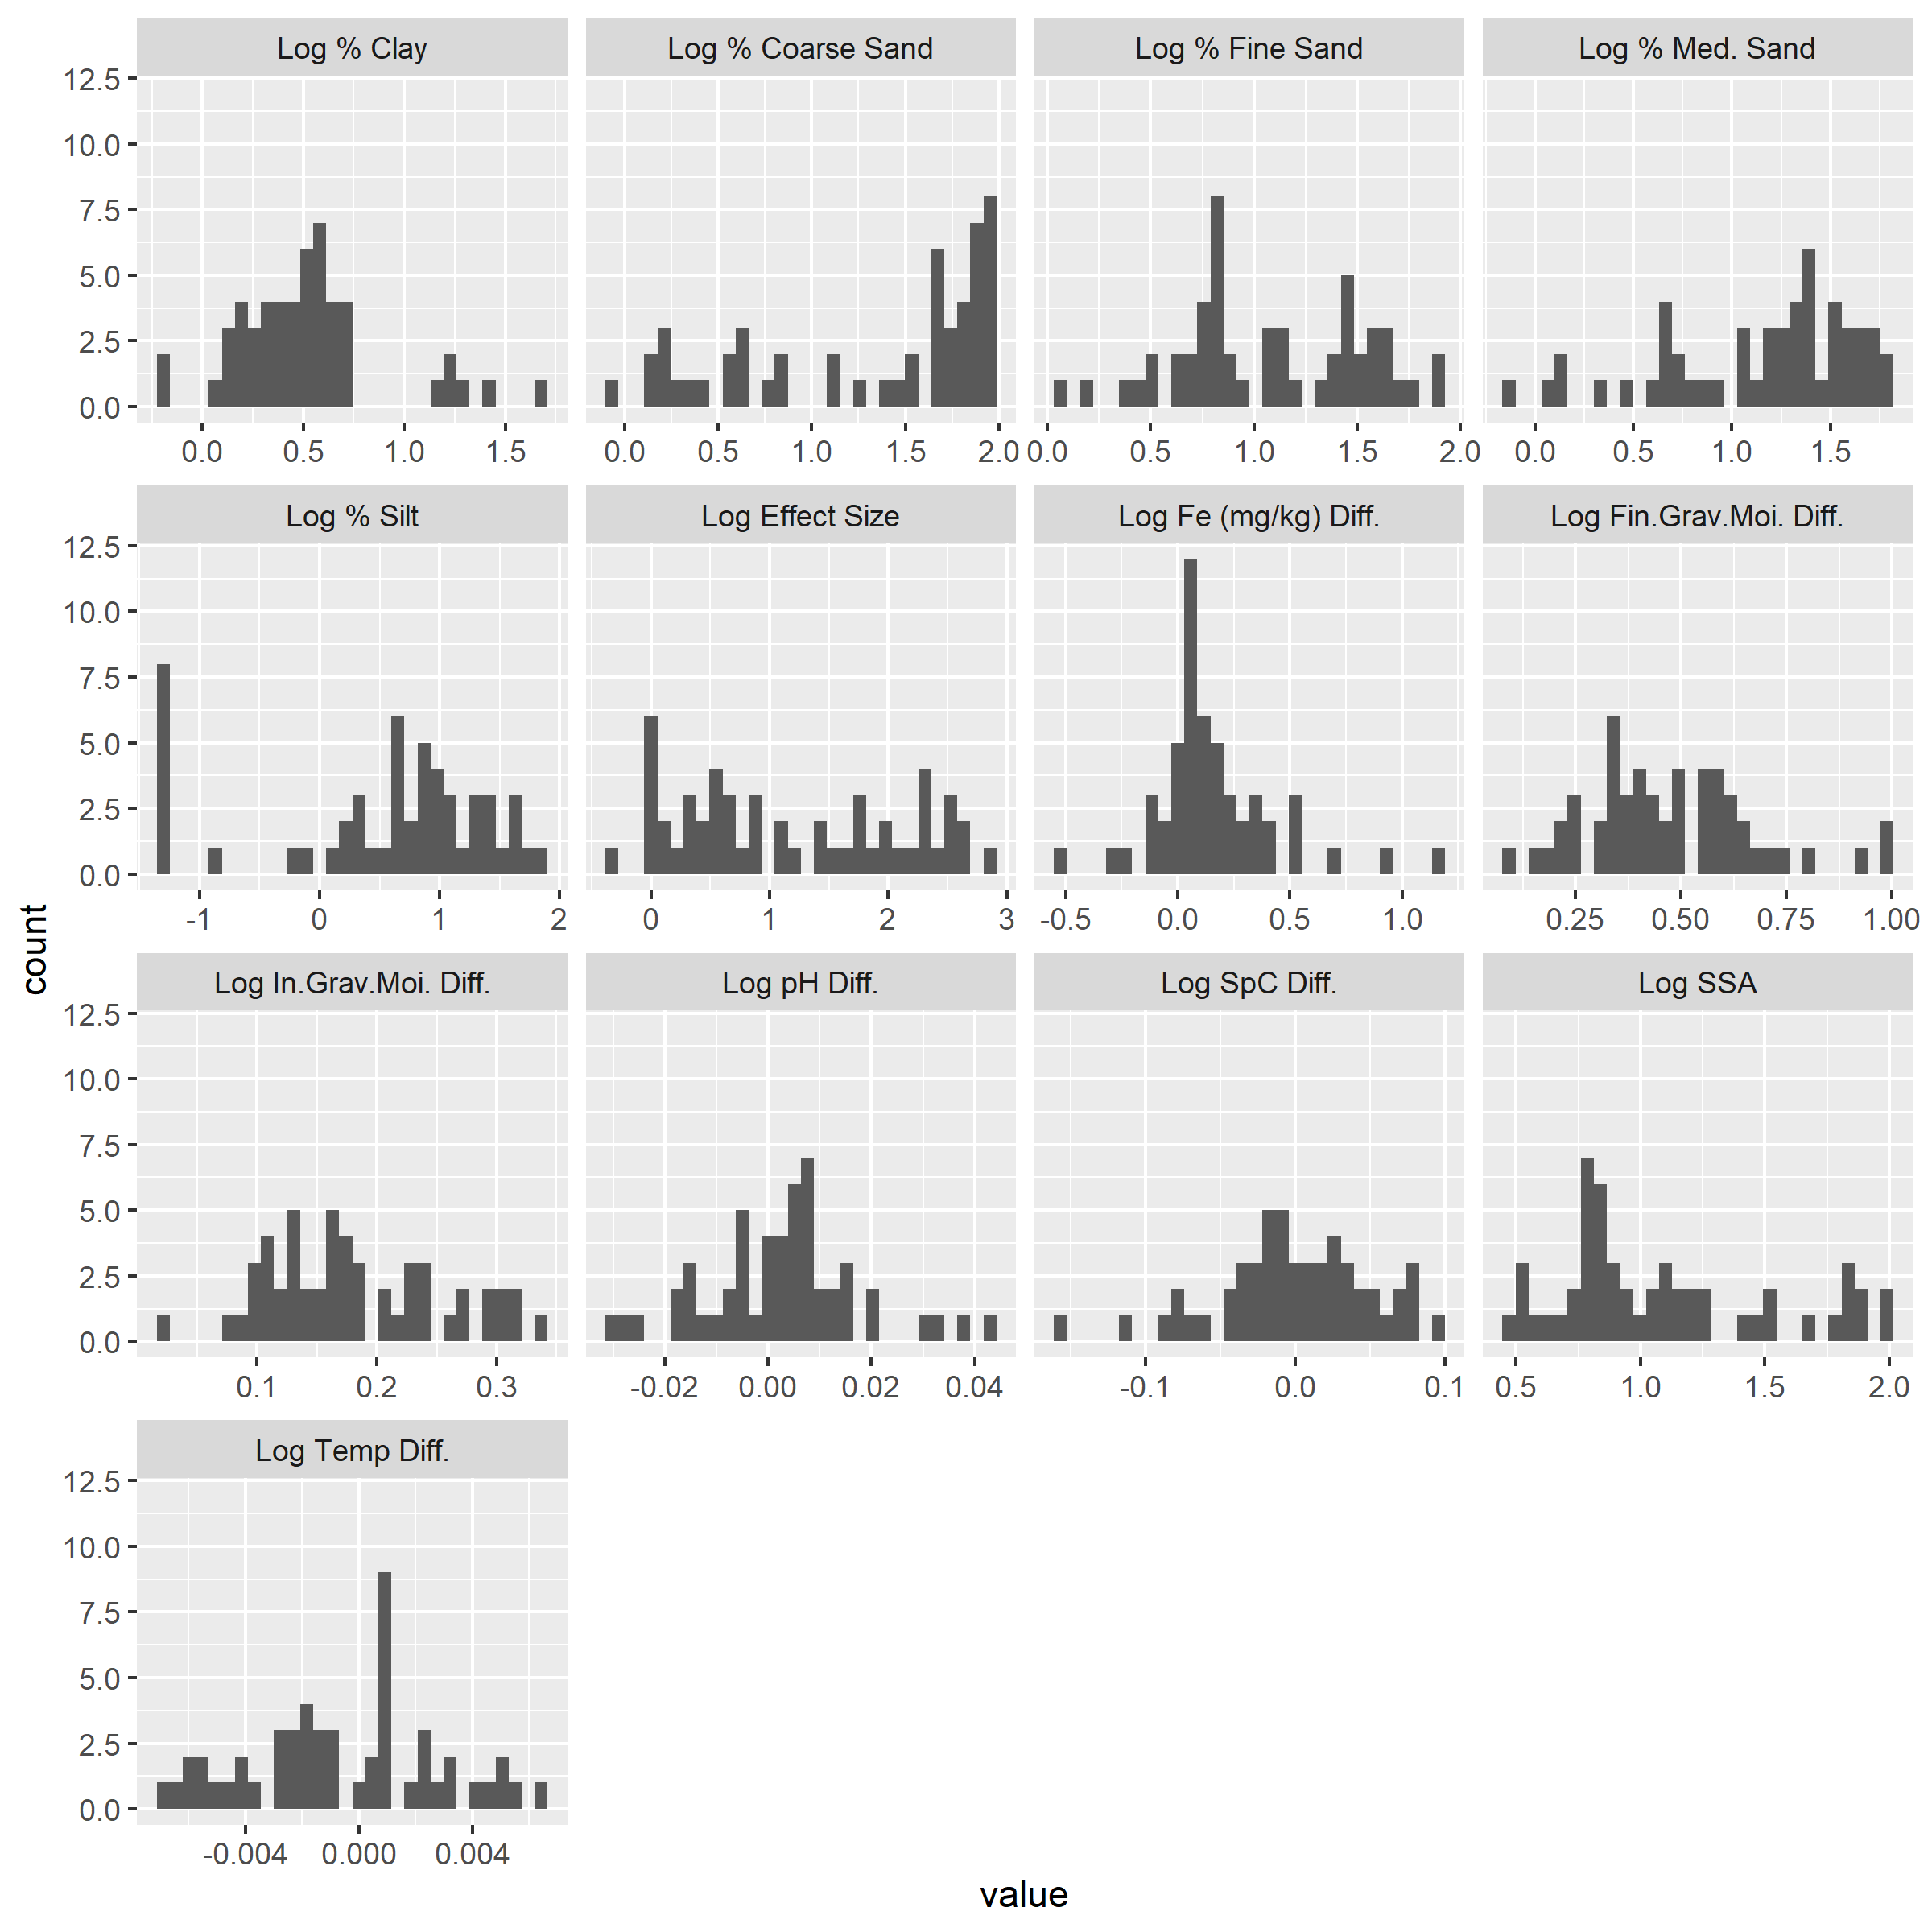 Log % Clay
Log % Coarse Sand
Log % Fine Sand
Log % Med. Sand
12.5
10.0
7.5
5.0
2.5
0.0
0.0 0.5 1.0 1.5
0.0 0.5 1.0 1.5 2.0
0.0 0.5 1.0 1.5 2.0
0.0 0.5 1.0 1.5
Log % Silt
Log Effect Size
Log Fe (mg/kg) Diff.
Log Fin.Grav.Moi. Diff.
12.5
10.0
7.5
5.0
2.5
0.0
-1 0 1 2
0 1 2 3
-0.5 0.0 0.5 1.0
0.25 0.50 0.75 1.00
count
Log In.Grav.Moi. Diff.
Log pH Diff.
Log SpC Diff.
Log SSA
12.5
10.0
7.5
5.0
2.5
0.0
0.1 0.2 0.3
-0.02 0.00 0.02 0.04
-0.1 0.0 0.1
0.5 1.0 1.5 2.0
Log Temp Diff.
12.5
10.0
7.5
5.0
2.5
0.0
-0.004 0.000 0.004
value